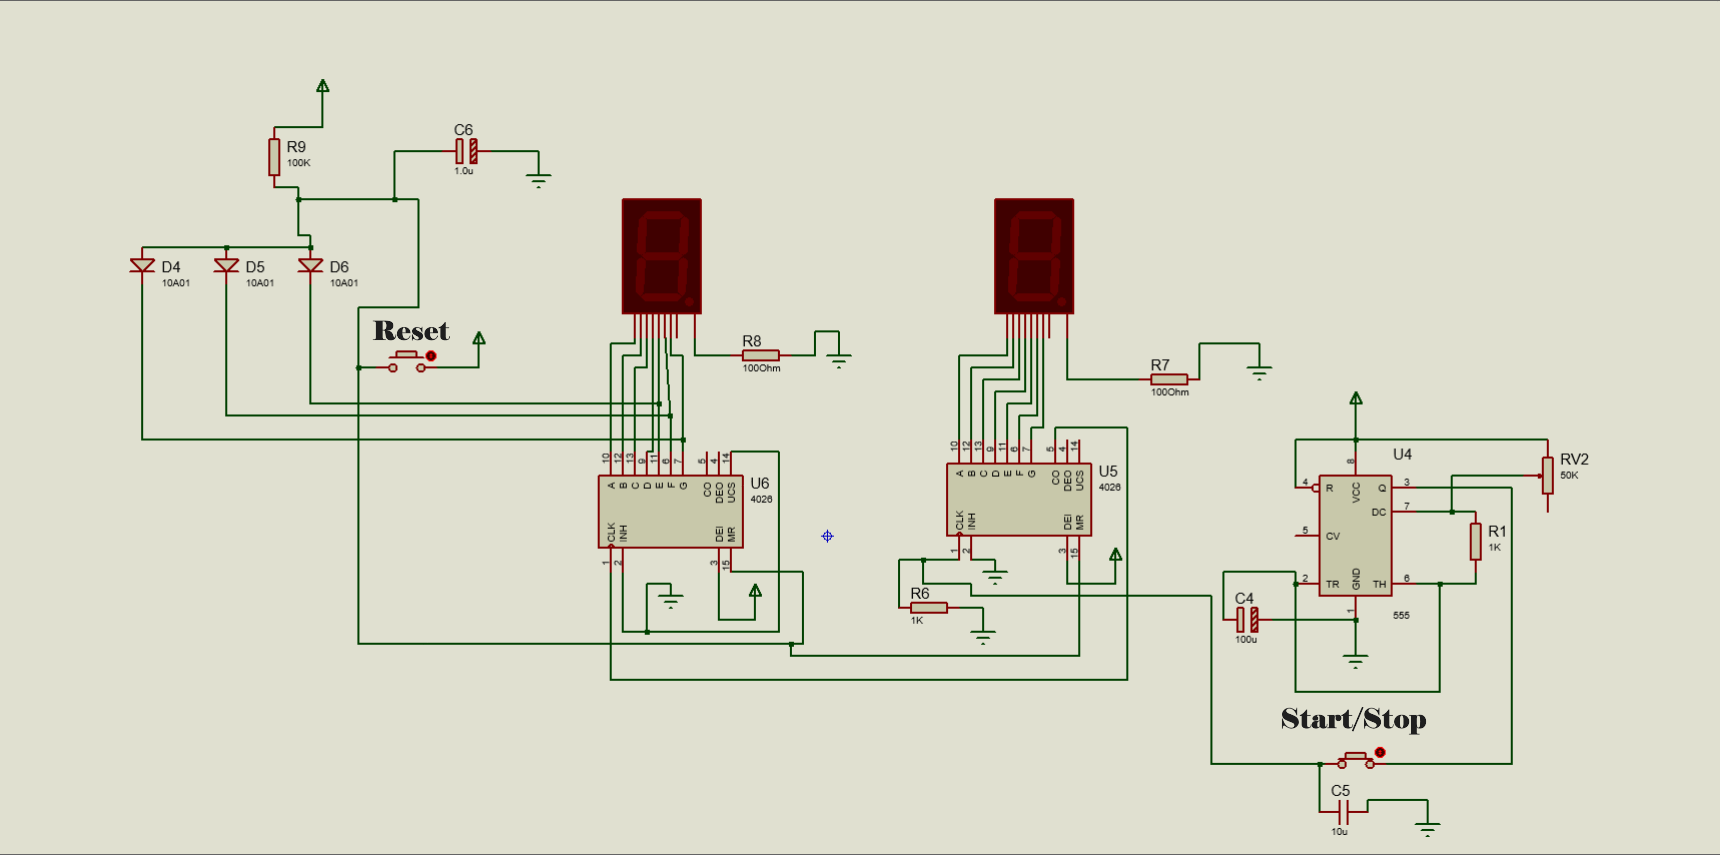 R9
100K
C6
1.0u
D4
10A01
D5
10A01
D6
10A01
Reset
R8
100Ohm
R7
100Ohm
10
12
13
9
11
6
7
5
4
14
A
B
C
D
E
F
G
CO
DEO
UCS
U6
4026
CLK
INH
DEI
MR
1
2
3
15
10
12
13
9
11
6
7
5
4
14
A
B
C
D
E
F
G
CO
DEO
UCS
U5
4026
CLK
INH
DEI
MR
1
2
3
15
R6
1K
U4
8
4
R
VCC
Q
3
DC
7
5
CV
2
TR
GND
TH
6
1
555
RV2
50K
R1
1K
C4
100u
Start/Stop
C5
10u